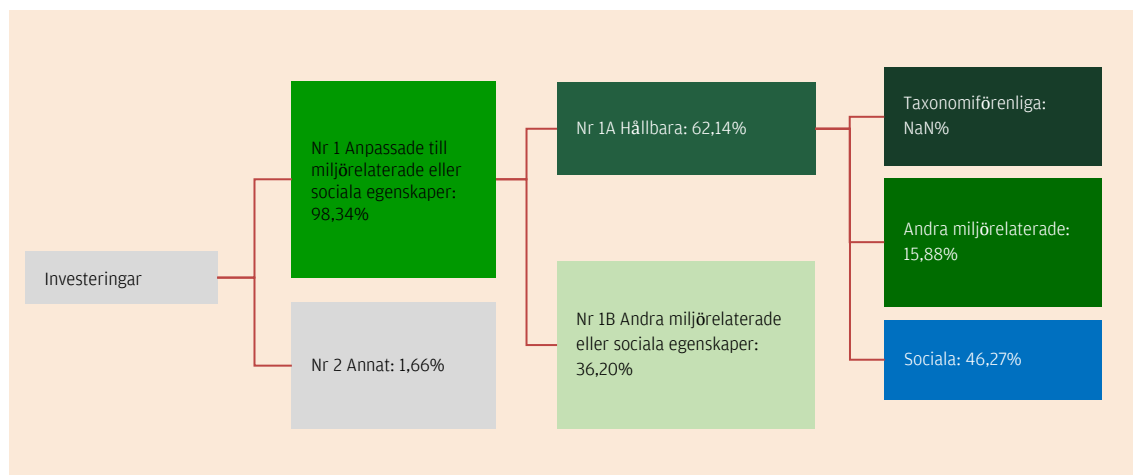 Investeringar
Nr 1 Anpassade till
miljörelaterade eller
sociala egenskaper:
98,34%
Nr 2 Annat: 1,66%
Nr 1A Hållbara: 62,14%
Nr 1B Andra miljörelaterade
eller sociala egenskaper:
36,20%
Taxonomiförenliga:
NaN%
Andra miljörelaterade:
15,88%
Sociala: 46,27%